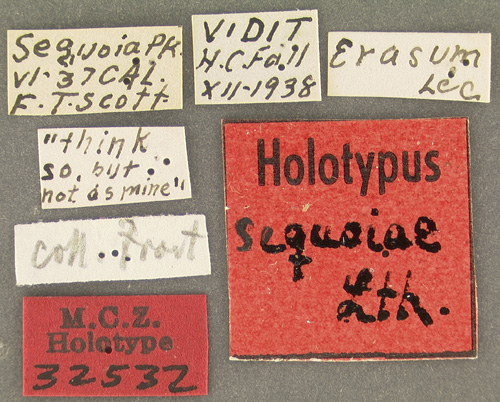 Sequoia Pk.
VI-37 CAL.
F.T. Scott
VIDIT
H.C. Fall
XII-1938
Erasum
Lec
"think
so, but
not as mine"
coll. Frost
Holotypus
sequoiae
Lth.
M.C.Z.
Holotype
32532